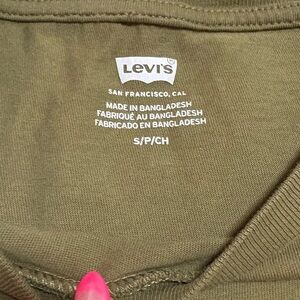 Levi's
SAN FRANCISCO, CAL
MADE IN BANGLADESH
FABRIQUÉ AU BANGLADESH
FABRICADO EN BANGLADESH
S/P/CH